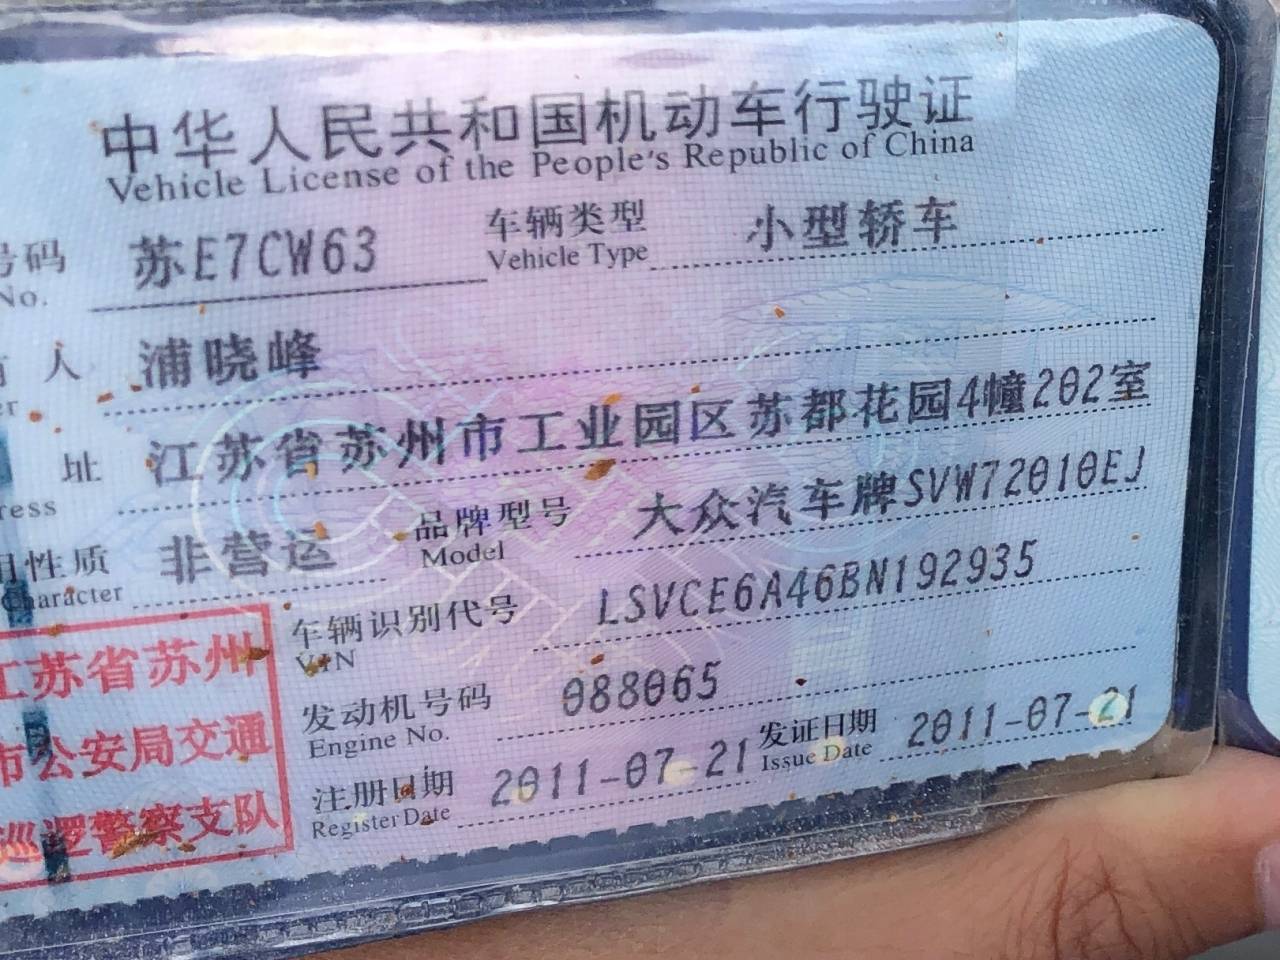 中华人民共和国机动车行驶证
Vehicle License of the People's Republic of China
号码 苏E7CW63 车辆类型 小型轿车
No. Vehicle Type
人 浦晓峰
址 江苏省苏州市工业园区苏都花园4幢202室
ress
性质 非营运 品牌型号 大众汽车牌SVW72010EJ
Character Model
江苏省苏州 车辆识别代号 LSVCE6A46BN192935
VIN
市公安局交通 发动机号码 088065
Engine No.
巡逻警察支队 注册日期 2011-07-21 发证日期 2011-07-21
Register Date Issue Date